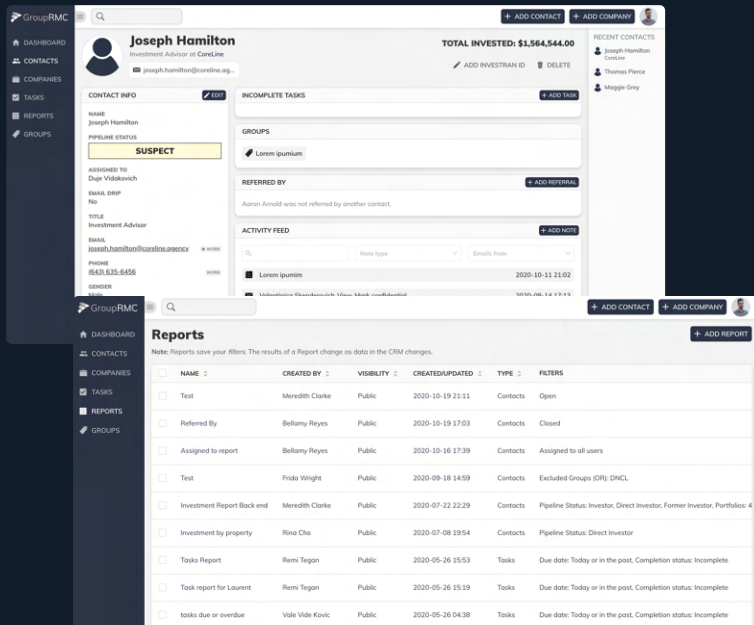 GroupRMC
+ ADD CONTACT
+ ADD COMPANY
DASHBOARD
CONTACTS
COMPANIES
TASKS
REPORTS
GROUPS
Joseph Hamilton
Investment Advisor at CoreLine
joseph.hamilton@coreline.ag...
TOTAL INVESTED: $1,564,544.00
ADD INVESTRAN ID
DELETE
RECENT CONTACTS
Joseph Hamilton
CoreLine
Thomas Pierce
Maggie Grey
CONTACT INFO
EDIT
NAME
Joseph Hamilton
PIPELINE STATUS
SUSPECT
ASSIGNED TO
Duje Vidakovich
EMAIL DRIP
No
TITLE
Investment Advisor
EMAIL
joseph.hamilton@coreline.agency
WORK
PHONE
(643) 635-6456
WORK
GENDER
Male
INCOMPLETE TASKS
+ ADD TASK
GROUPS
Lorem ipumium
REFERRED BY
+ ADD REFERRAL
Aaron Arnold was not referred by another contact.
ACTIVITY FEED
+ ADD NOTE
Note type
Emails from
Lorem ipumim
2020-10-11 21:02
2020-08-14 17:13
GroupRMC
+ ADD CONTACT
+ ADD COMPANY
DASHBOARD
CONTACTS
COMPANIES
TASKS
REPORTS
GROUPS
Reports
+ ADD REPORT
Note: Reports save your filters. The results of a Report change as data in the CRM changes.
NAME CREATED BY VISIBILITY CREATED/UPDATED TYPE FILTERS
Test Meredith Clarke Public 2020-10-19 21:11 Contacts Open
Referred By Bellamy Reyes Public 2020-10-19 17:03 Contacts Closed
Assigned to report Bellamy Reyes Public 2020-10-16 17:39 Contacts Assigned to all users
Test Frida Wright Public 2020-09-18 14:59 Contacts Excluded Groups (OR): DNCL
Investment Report Back end Meredith Clarke Public 2020-07-22 22:29 Contacts Pipeline Status: Investor, Direct Investor, Former Investor, Portfolios: 4
Investment by property Rina Cho Public 2020-07-08 19:54 Contacts Pipeline Status: Direct Investor
Tasks Report Remi Tegan Public 2020-05-26 15:53 Tasks Due date: Today or in the past, Completion status: Incomplete
Task report for Laurent Remi Tegan Public 2020-05-26 15:19 Tasks Due date: Today or in the past, Completion status: Incomplete
tasks due or overdue Vale Vide Kovic Public 2020-05-26 04:38 Tasks Due date: Today or in the past, Completion status: Incomplete